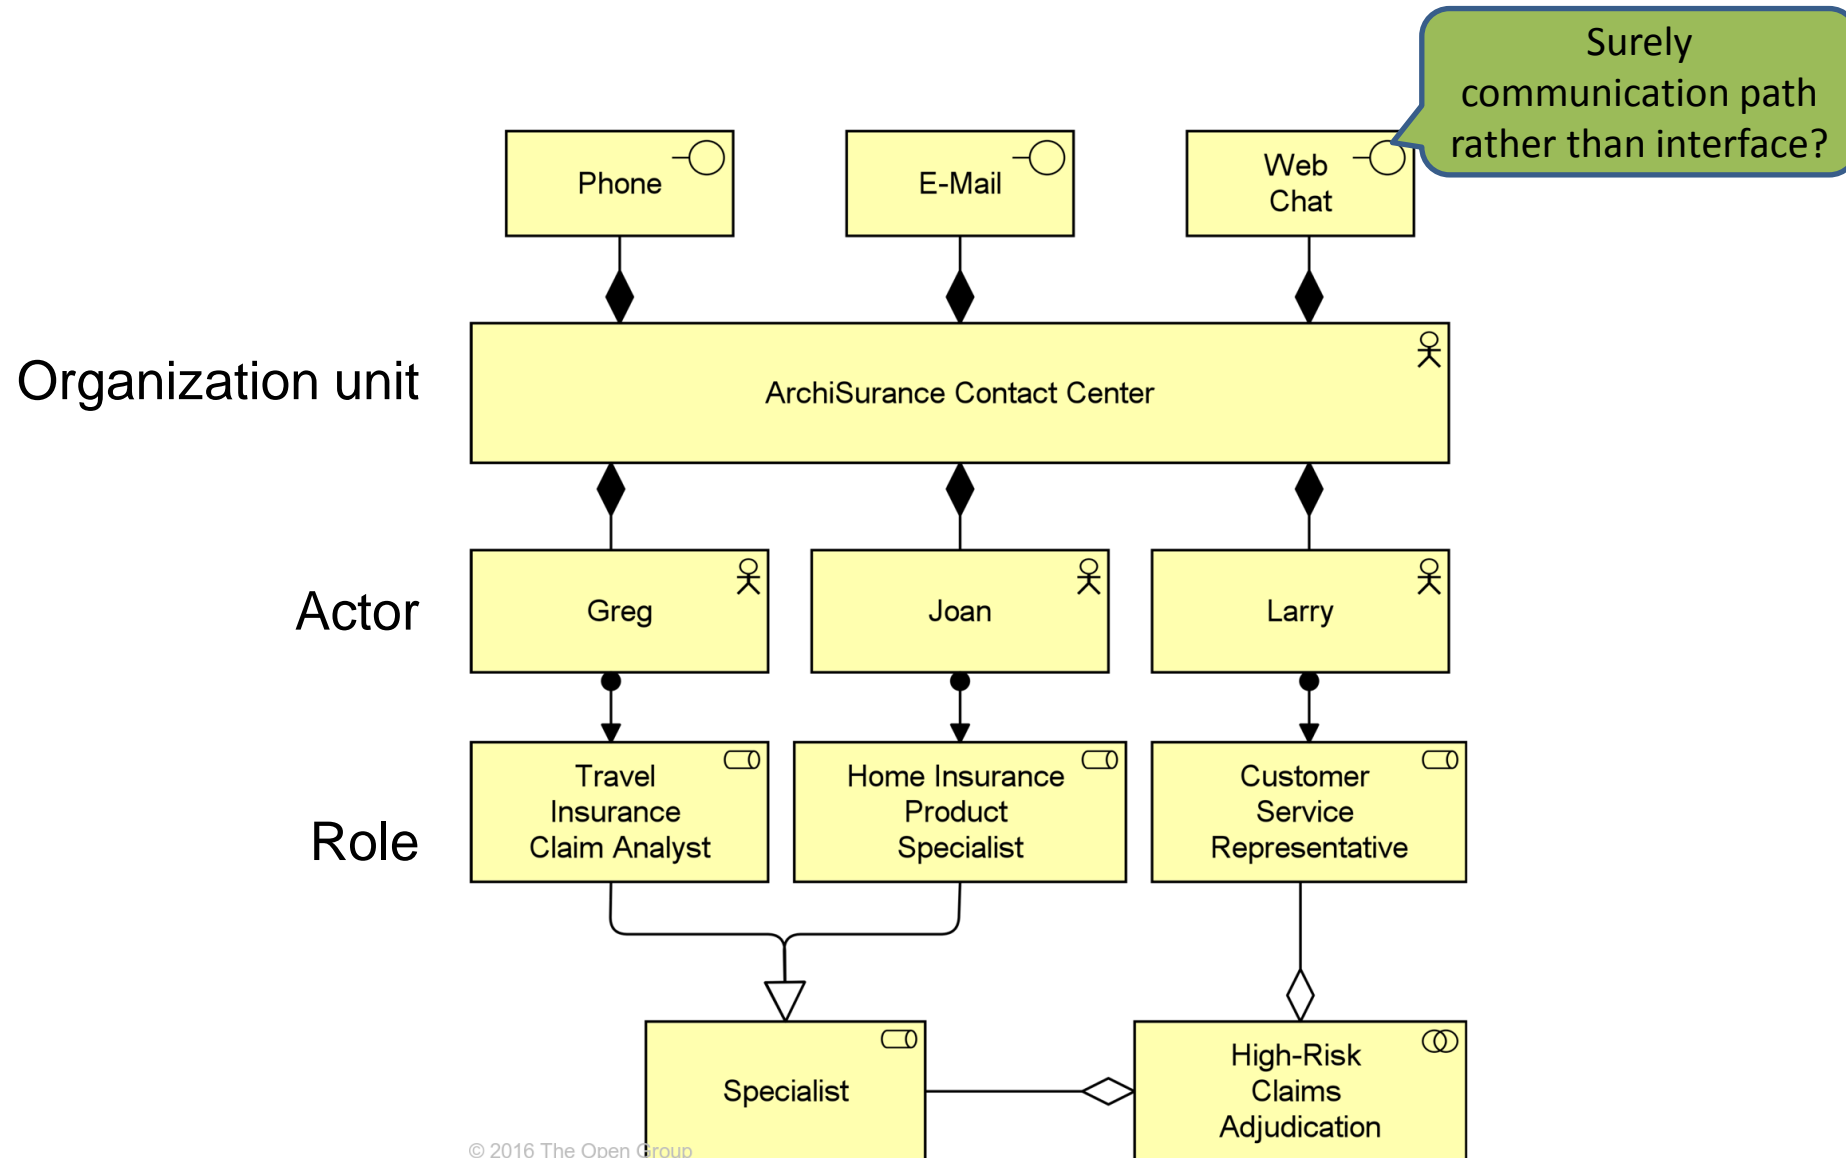 Surely
communication path
rather than interface?
Phone
E-Mail
Web
Chat
Organization unit
ArchiSurance Contact Center
Actor
Greg
Joan
Larry
Role
Travel
Insurance
Claim Analyst
Home Insurance
Product
Specialist
Customer
Service
Representative
Specialist
High-Risk
Claims
Adjudication
© 2016 The Open Group